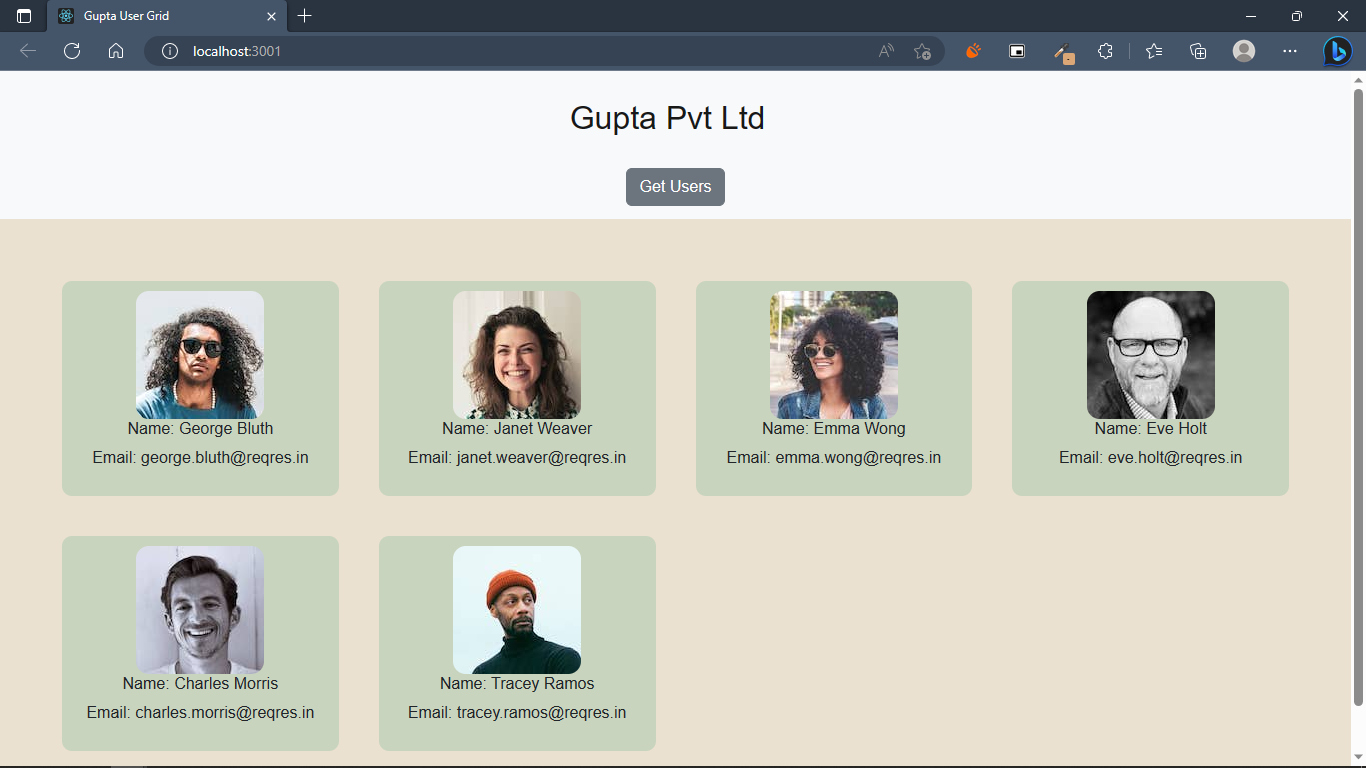 Gupta User Grid
localhost:3001
Gupta Pvt Ltd
Get Users
Name: George Bluth
Email: george.bluth@reqres.in
Name: Janet Weaver
Email: janet.weaver@reqres.in
Name: Emma Wong
Email: emma.wong@reqres.in
Name: Eve Holt
Email: eve.holt@reqres.in
Name: Charles Morris
Email: charles.morris@reqres.in
Name: Tracey Ramos
Email: tracey.ramos@reqres.in